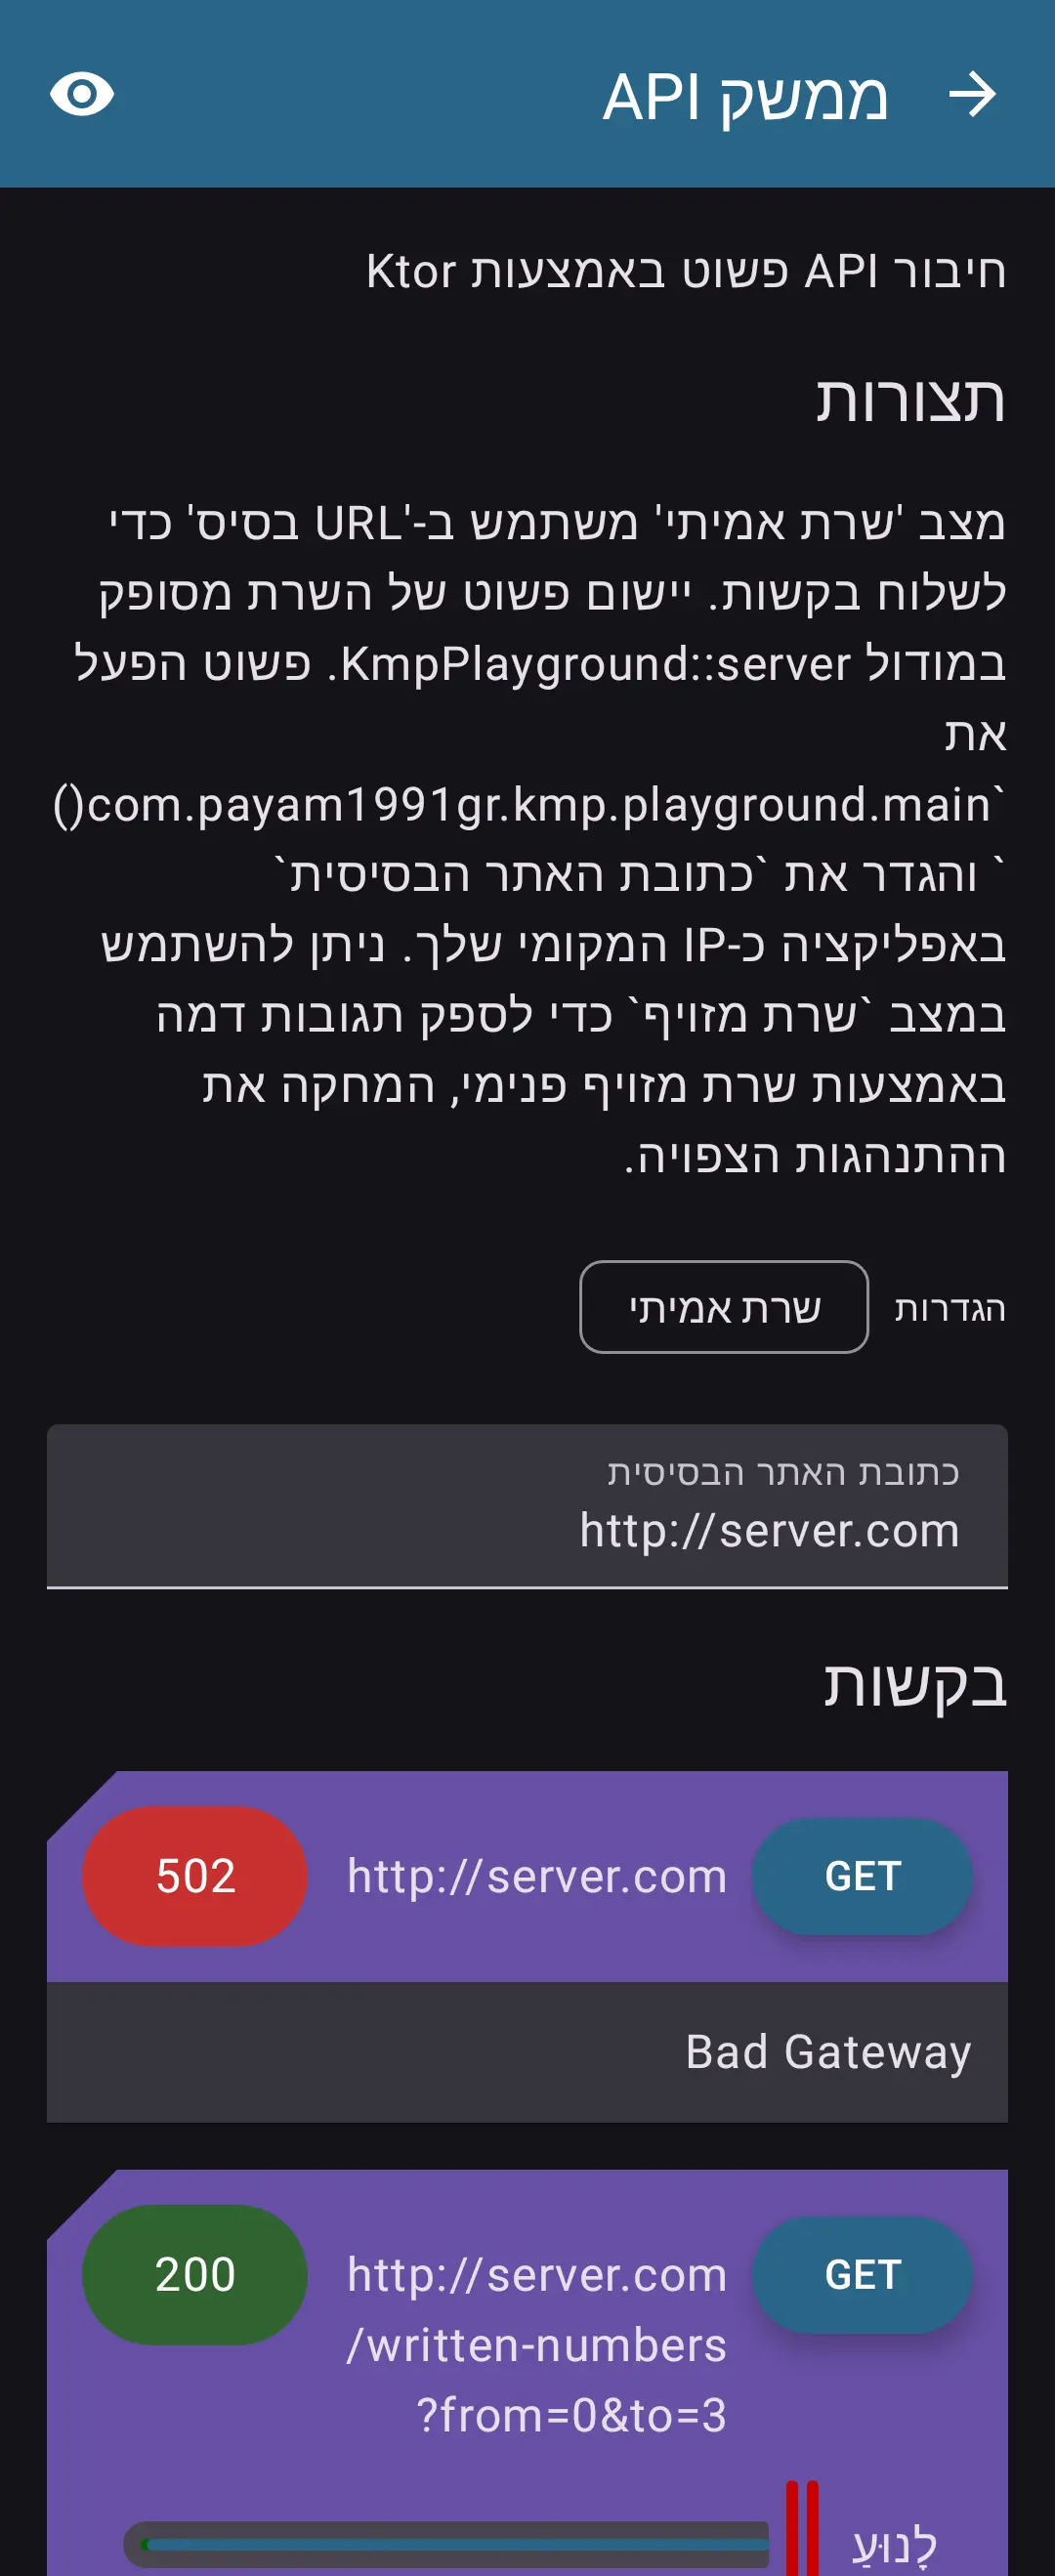 ממשק API
חיבור API פשוט באמצעות Ktor
תצורות
מצב 'שרת אמיתי' משתמש ב-'URL בסיס' כדי
לשלוח בקשות. יישום פשוט של השרת מסופק
במודול KmpPlayground::server. פשוט הפעל
את
`com.payam1991gr.kmp.playground.main()
` והגדר את `כתובת האתר הבסיסית`
באפליקציה כ-IP המקומי שלך. ניתן להשתמש
במצב `שרת מזויף` כדי לספק תגובות דמה
באמצעות שרת מזויף פנימי, המחקה את
ההתנהגות הצפויה.
הגדרות שרת אמיתי
כתובת האתר הבסיסית
http://server.com
בקשות
GET http://server.com 502
Bad Gateway
GET http://server.com 200
/written-numbers
?from=0&to=3
לָנוּעַ